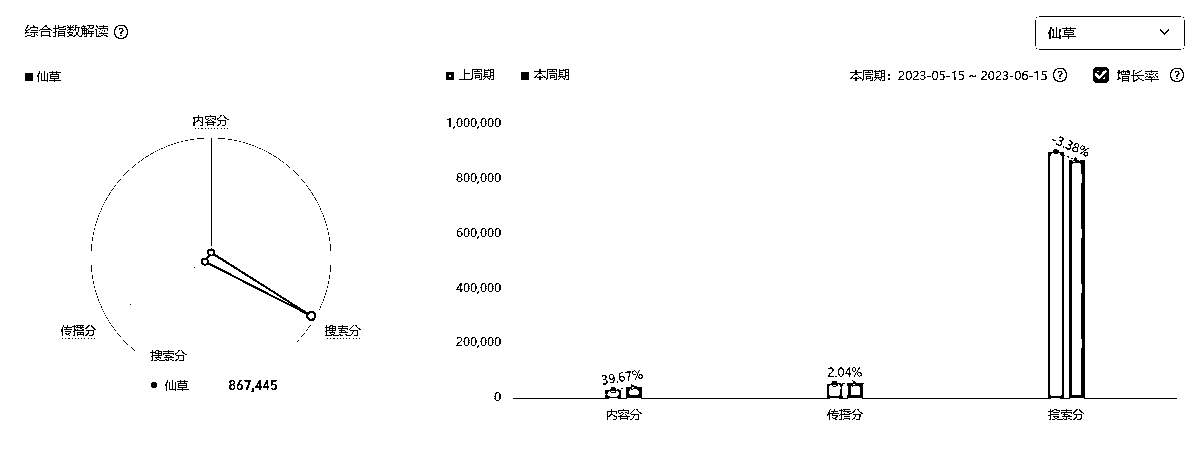 综合指数解读 ?
仙草
仙草
上周期 本周期
本周期：2023-05-15 ~ 2023-06-15 ? 增长率 ?
内容分
传播分
搜索分
搜索分
仙草 867,445
1,000,000
800,000
600,000
400,000
200,000
0
39.67%
2.04%
-3.38%
内容分
传播分
搜索分